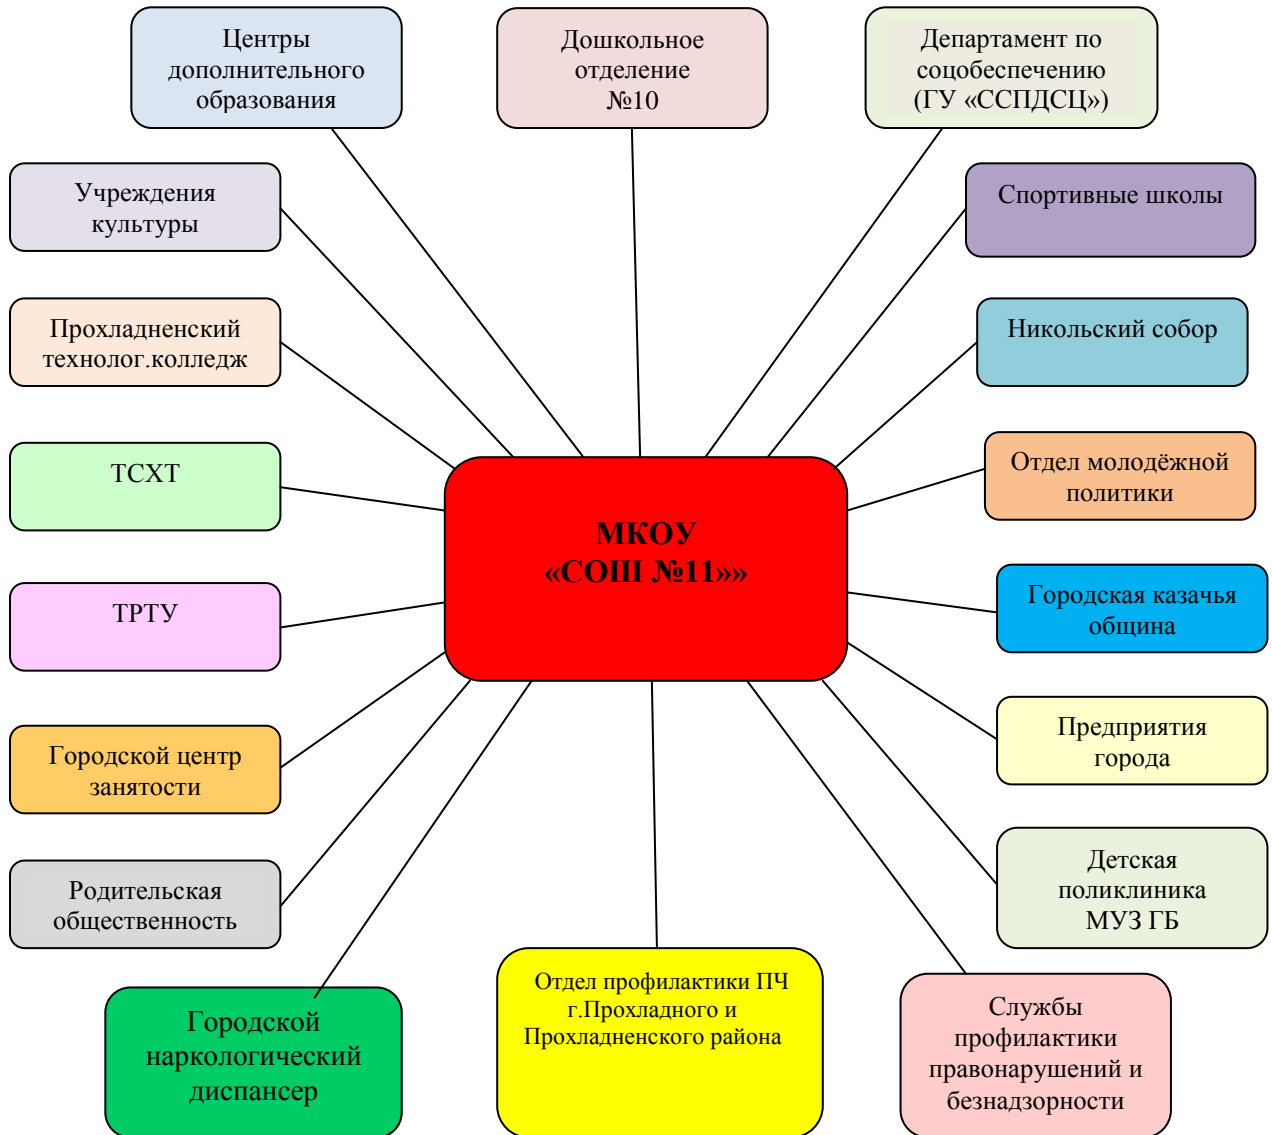 Центры
дополнительного
образования
Дошкольное
отделение
№10
Департамент по
соцобеспечению
(ГУ «ССПДСЦ»)
Учреждения
культуры
Спортивные школы
Прохладненский
технолог.колледж
Никольский собор
ТСХТ
Отдел молодёжной
политики
МКОУ
«СОШ №11»»
ТРТУ
Городская казачья
община
Городской центр
занятости
Предприятия
города
Родительская
общественность
Детская
поликлиника
МУЗ ГБ
Городской
наркологический
диспансер
Отдел профилактики ПЧ
г.Прохладного и
Прохладненского района
Службы
профилактики
правонарушений и
безнадзорности